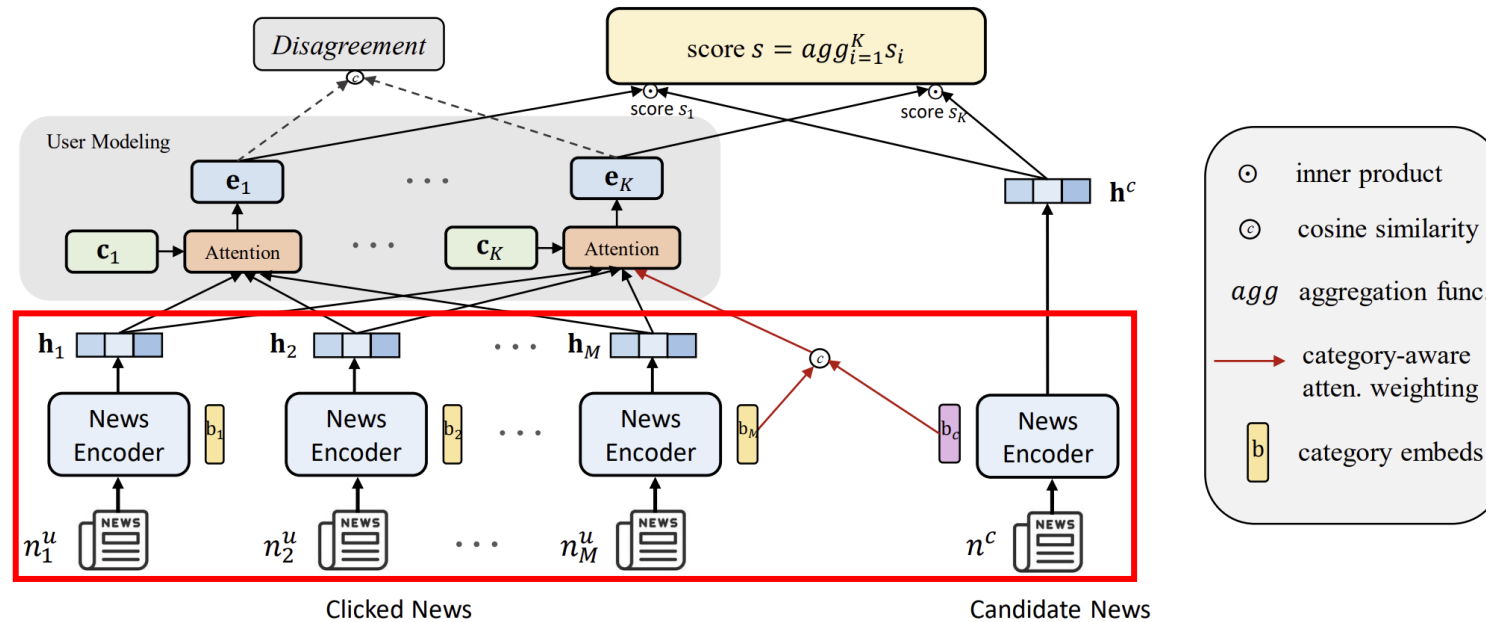 Disagreement
score s = agg_{i=1}^{K} s_i
c
score s_1
score s_K
User Modeling
e_1
· · ·
e_K
h^c
c_1
Attention
· · ·
c_K
Attention
h_1
h_2
· · ·
h_M
c
News
Encoder
b_1
News
Encoder
b_2
· · ·
News
Encoder
b_M
b_c
News
Encoder
NEWS
n_1^u
NEWS
n_2^u
· · ·
NEWS
n_M^u
NEWS
n^c
Clicked News
Candidate News
⊙ inner product
c cosine similarity
agg aggregation func.
category-aware
atten. weighting
b category embeds